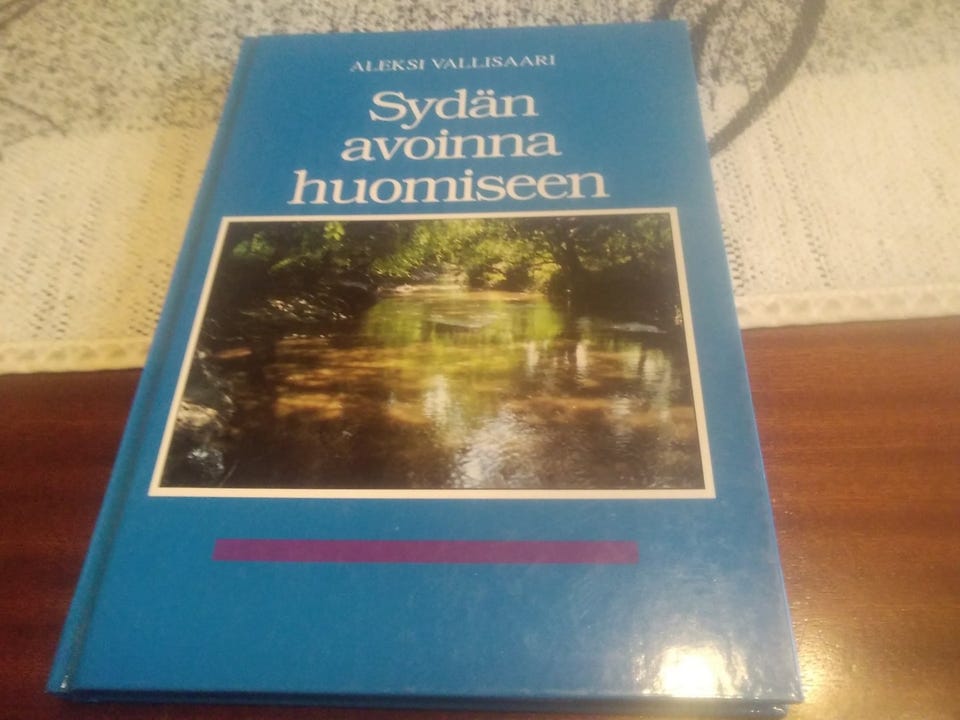 ALEKSI VALLISAARI
Sydän
avoinna
huomiseen